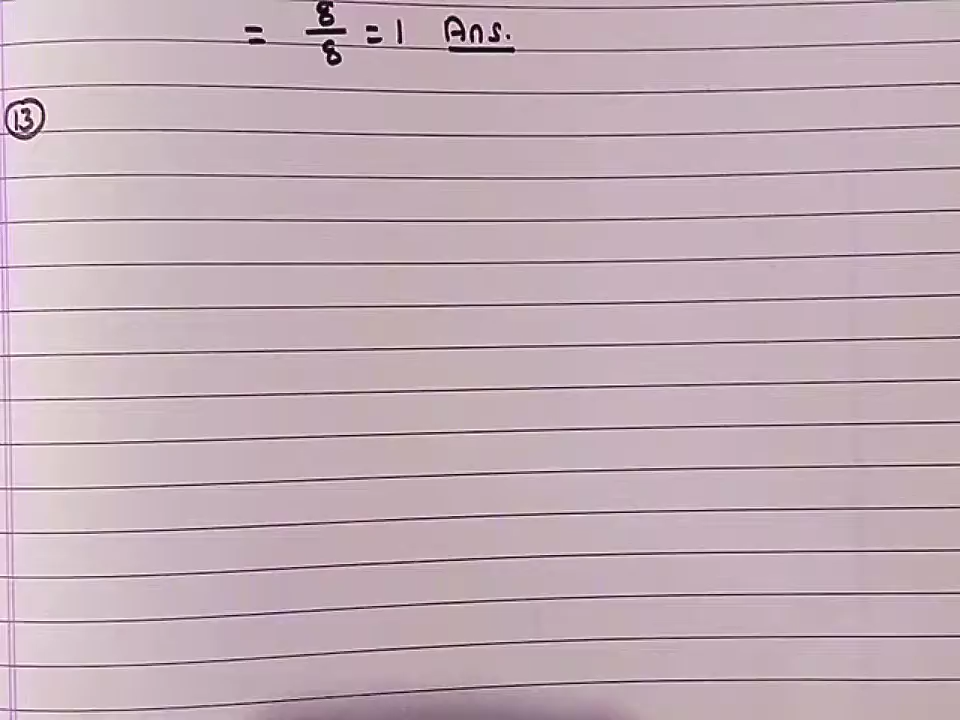 = 8/8 = 1 Ans.
13